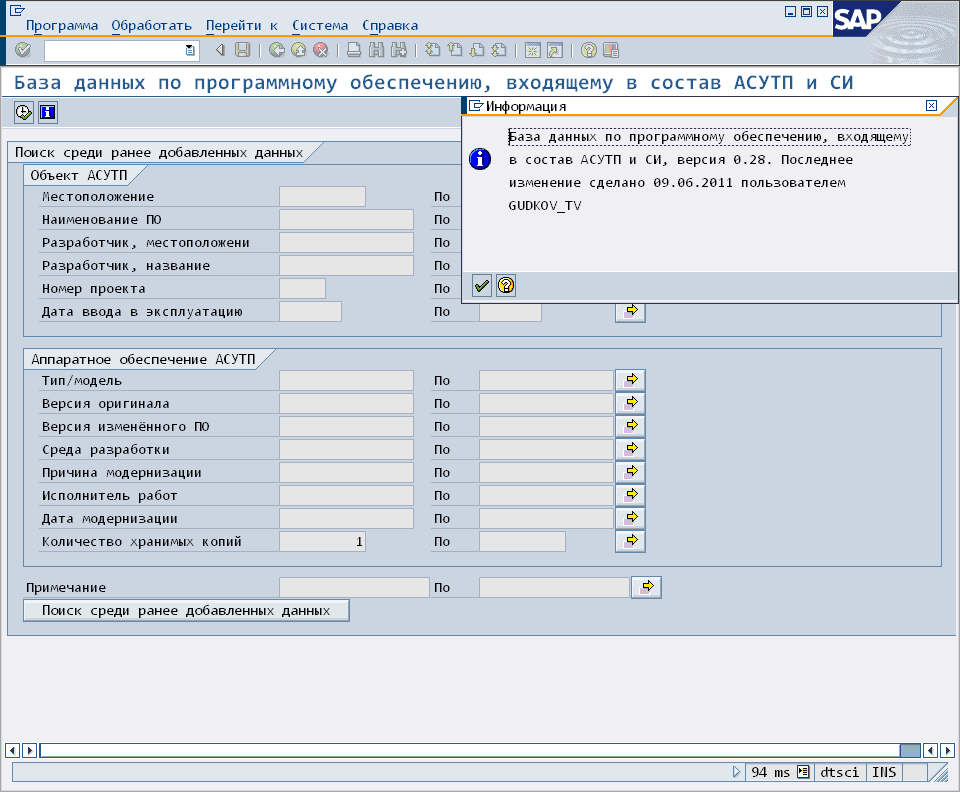 Программа Обработать Перейти к Система Справка
SAP
База данных по программному обеспечению, входящему в состав АСУТП и СИ
Информация
База данных по программному обеспечению, входящему
в состав АСУТП и СИ, версия 0.28. Последнее
изменение сделано 09.06.2011 пользователем
GUDKOV_TV
Поиск среди ранее добавленных данных
Объект АСУТП
Местоположение По
Наименование ПО По
Разработчик, местоположени По
Разработчик, название По
Номер проекта По
Дата ввода в эксплуатацию По
Аппаратное обеспечение АСУТП
Тип/модель По
Версия оригинала По
Версия изменённого ПО По
Среда разработки По
Причина модернизации По
Исполнитель работ По
Дата модернизации По
Количество хранимых копий 1 По
Примечание По
Поиск среди ранее добавленных данных
94 ms dtsci INS